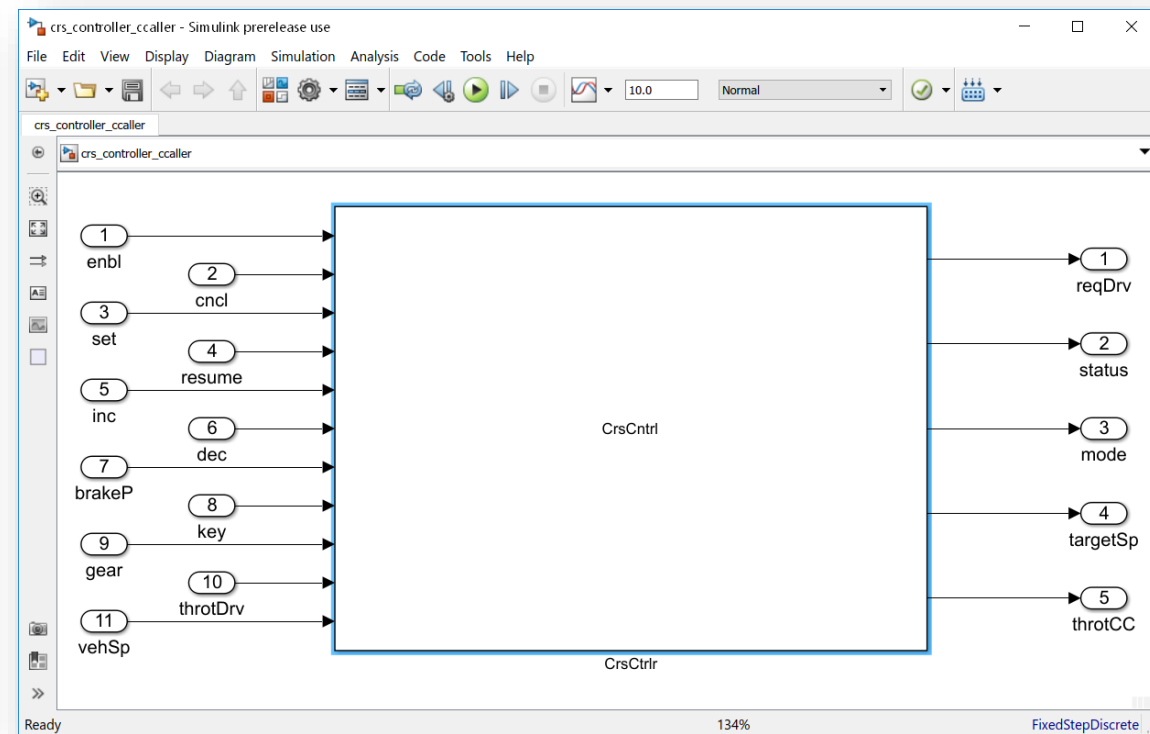 crs_controller_ccaller - Simulink prerelease use
File Edit View Display Diagram Simulation Analysis Code Tools Help
10.0 Normal
crs_controller_ccaller
crs_controller_ccaller
1
enbl
2
cncl
3
set
4
resume
5
inc
6
dec
7
brakeP
8
key
9
gear
10
throtDrv
11
vehSp
CrsCntrl
CrsCtrlr
1
reqDrv
2
status
3
mode
4
targetSp
5
throtCC
Ready 134% FixedStepDiscrete